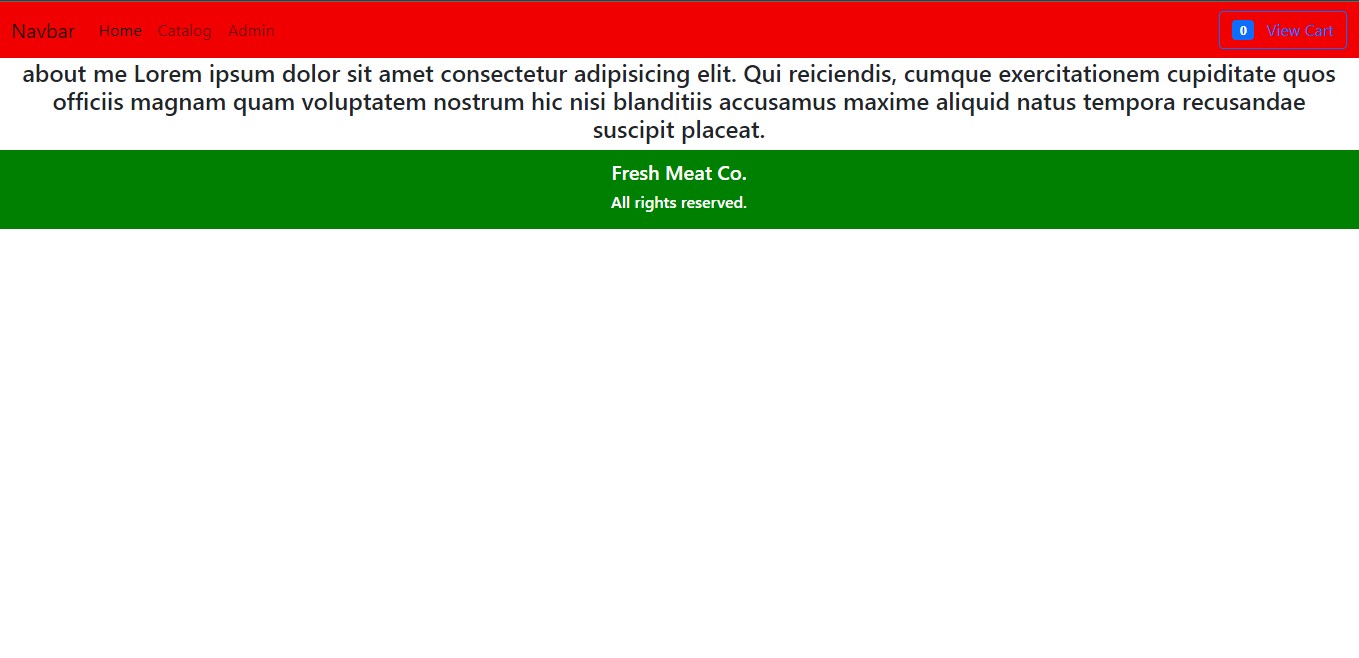 Navbar Home Catalog Admin 0 View Cart
about me Lorem ipsum dolor sit amet consectetur adipisicing elit. Qui reiciendis, cumque exercitationem cupiditate quos
officiis magnam quam voluptatem nostrum hic nisi blanditiis accusamus maxime aliquid natus tempora recusandae
suscipit placeat.
Fresh Meat Co.
All rights reserved.